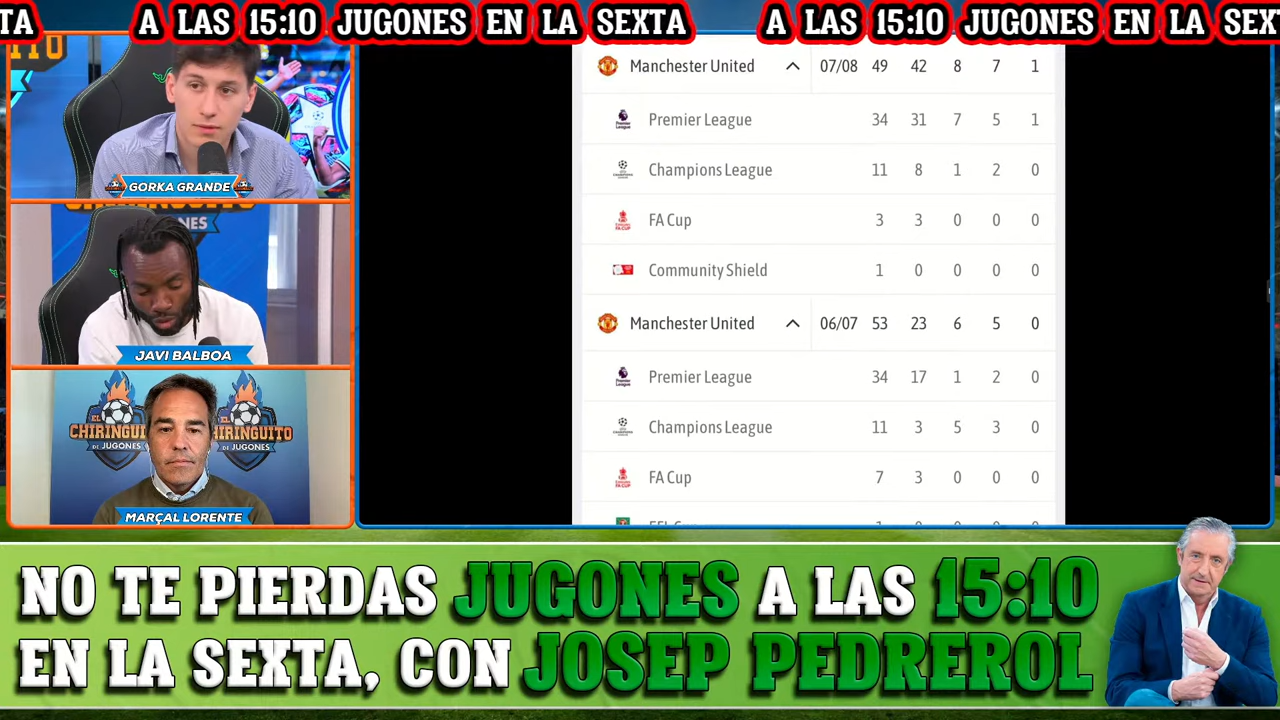 TA A LAS 15:10 JUGONES EN LA SEXTA A LAS 15:10 JUGONES EN LA SEX
GORKA GRANDE
NES
JAVI BALBOA
EL CHIRINGUITO DE JUGONES
HIRINGUITO DE JUGONES
MARÇAL LORENTE
Manchester United 07/08 49 42 8 7 1
Premier League 34 31 7 5 1
Champions League 11 8 1 2 0
FA Cup 3 3 0 0 0
Community Shield 1 0 0 0 0
Manchester United 06/07 53 23 6 5 0
Premier League 34 17 1 2 0
Champions League 11 3 5 3 0
FA Cup 7 3 0 0 0
NO TE PIERDAS JUGONES A LAS 15:10
EN LA SEXTA, CON JOSEP PEDREROL